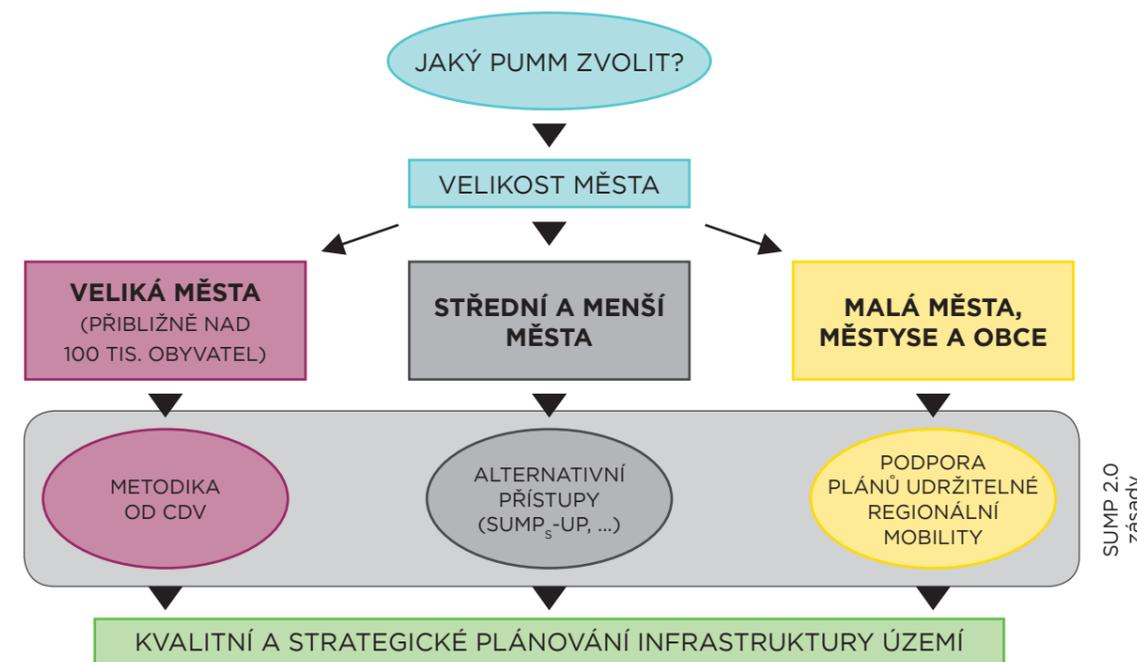 JAKÝ PUMM ZVOLIT?
VELIKOST MĚSTA
VELIKÁ MĚSTA
(PŘIBLIŽNĚ NAD
100 TIS. OBYVATEL)
STŘEDNÍ A MENŠÍ
MĚSTA
MALÁ MĚSTA,
MĚSTYSE A OBCE
METODIKA
OD CDV
ALTERNATIVNÍ
PŘÍSTUPY
(SUMPs-UP, ...)
PODPORA
PLÁNŮ UDRŽITELNÉ
REGIONÁLNÍ
MOBILITY
SUMP 2.0
zásady
KVALITNÍ A STRATEGICKÉ PLÁNOVÁNÍ INFRASTRUKTURY ÚZEMÍ